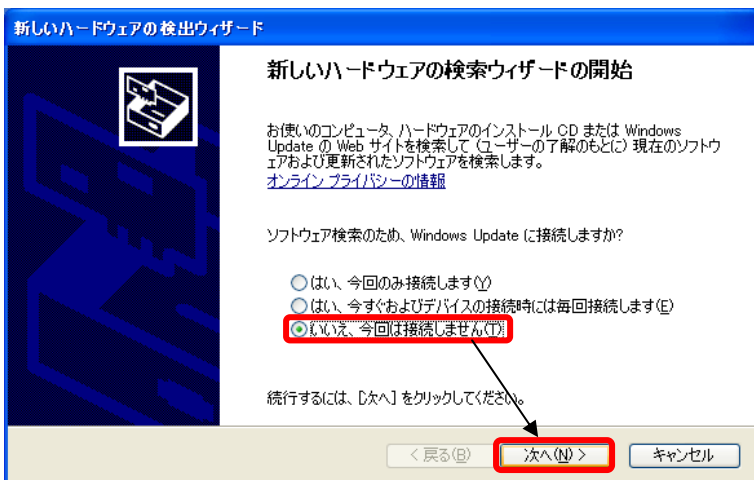 新しいハードウェアの検出ウィザード
新しいハードウェアの検索ウィザードの開始
お使いのコンピュータ、ハードウェアのインストール CD または Windows
Update の Web サイトを検索して (ユーザーの了解のもとに) 現在のソフトウ
ェアおよび更新されたソフトウェアを検索します。
オンライン プライバシーの情報
ソフトウェア検索のため、Windows Update に接続しますか?
はい、今回のみ接続します(Y)
はい、今すぐおよびデバイスの接続時には毎回接続します(E)
いいえ、今回は接続しません(T)
続行するには、[次へ] をクリックしてください。
< 戻る(B)
次へ(N) >
キャンセル